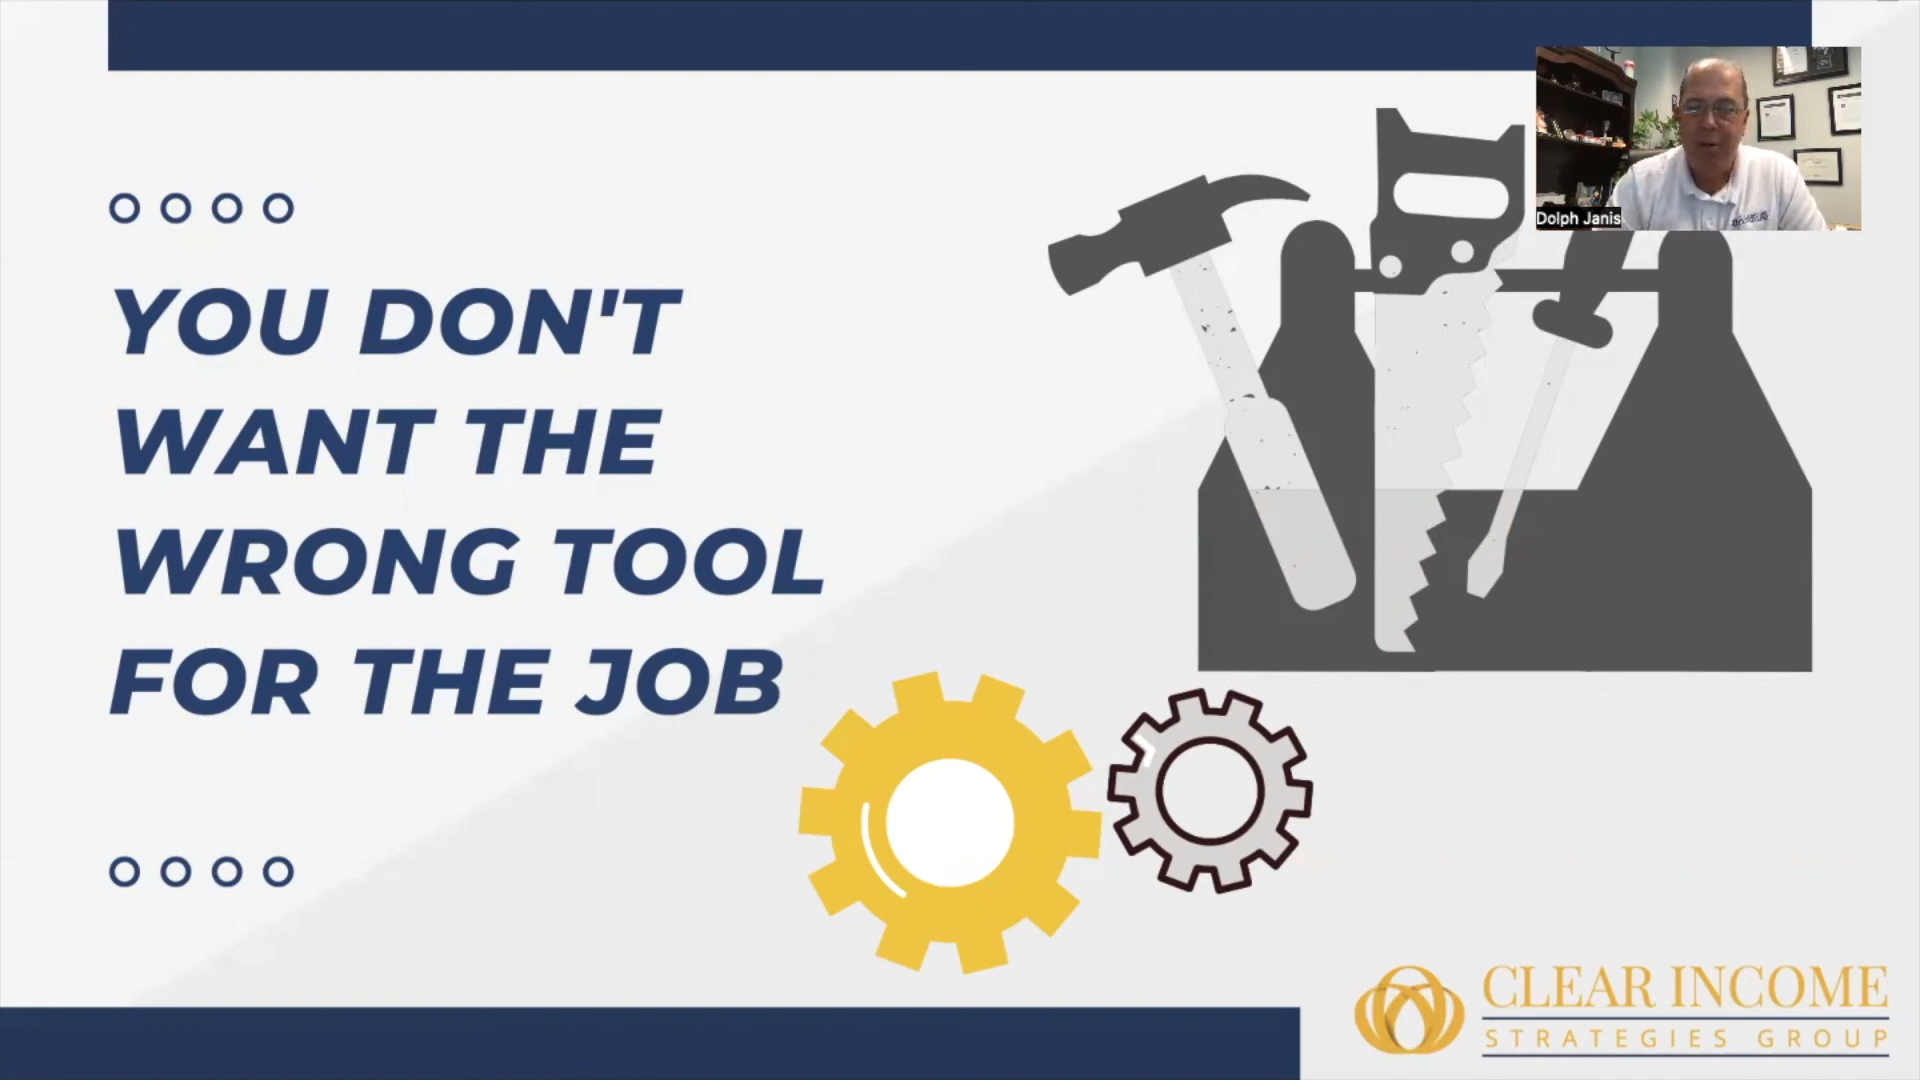 YOU DON'T
WANT THE
WRONG TOOL
FOR THE JOB
Dolph Janis
CLEAR INCOME
STRATEGIES GROUP